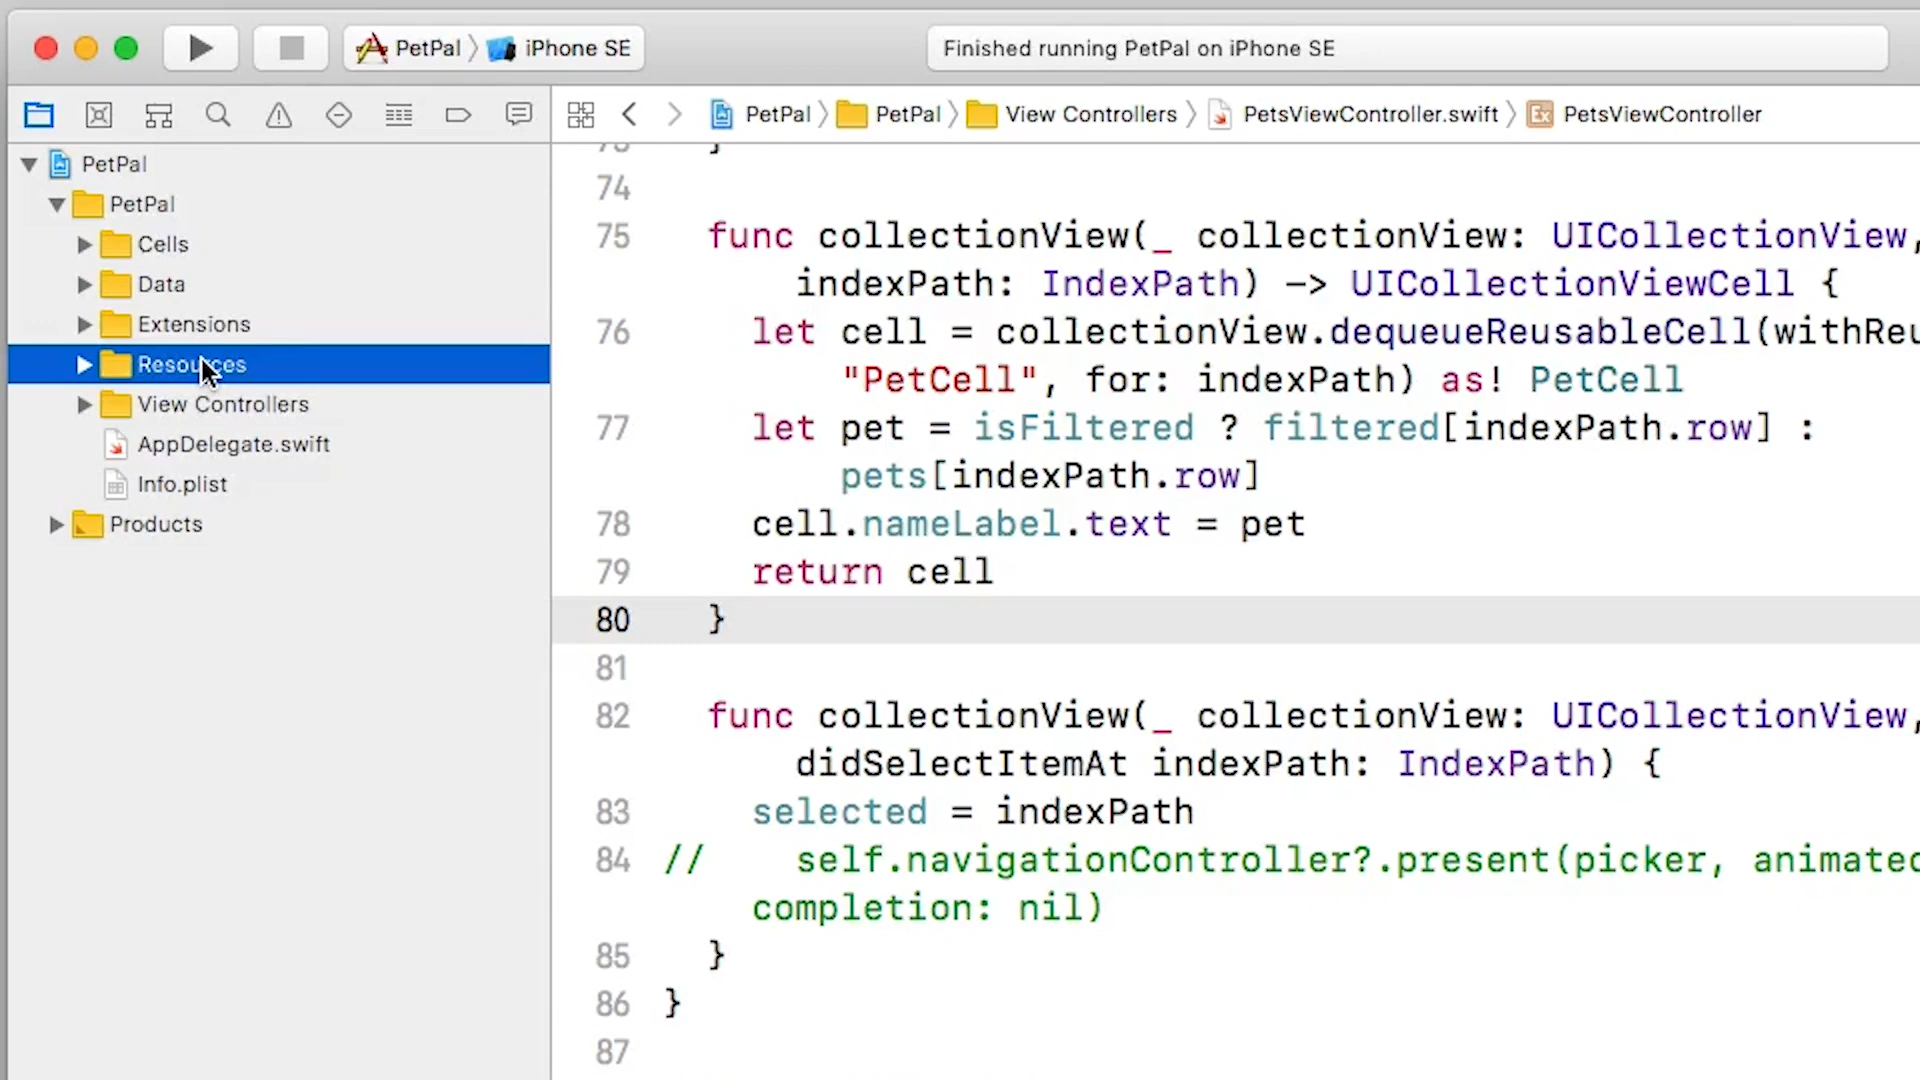 PetPal iPhone SE
Finished running PetPal on iPhone SE
PetPal PetPal View Controllers PetsViewController.swift Ex PetsViewController
PetPal
PetPal
Cells
Data
Extensions
Resources
View Controllers
AppDelegate.swift
Info.plist
Products
}
74
75 func collectionView(_ collectionView: UICollectionView,
indexPath: IndexPath) -> UICollectionViewCell {
76 let cell = collectionView.dequeueReusableCell(withReu
"PetCell", for: indexPath) as! PetCell
77 let pet = isFiltered ? filtered[indexPath.row] :
pets[indexPath.row]
78 cell.nameLabel.text = pet
79 return cell
80 }
81
82 func collectionView(_ collectionView: UICollectionView,
didSelectItemAt indexPath: IndexPath) {
83 selected = indexPath
84 // self.navigationController?.present(picker, animated
completion: nil)
85 }
86 }
87